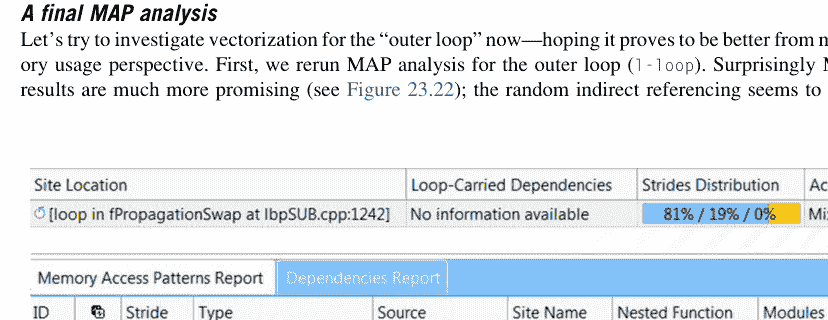 A final MAP analysis
Let's try to investigate vectorization for the “outer loop” now—hoping it proves to be better from
ory usage perspective. First, we rerun MAP analysis for the outer loop (l-loop). Surprisingly
results are much more promising (see Figure 23.22); the random indirect referencing seems to
Site Location Loop-Carried Dependencies Strides Distribution
[loop in fPropagationSwap at lbpSUB.cpp:1242] No information available 81% / 19% / 0%
Memory Access Patterns Report Dependencies Report
ID Stride Type Source Site Name Nested Function Modules